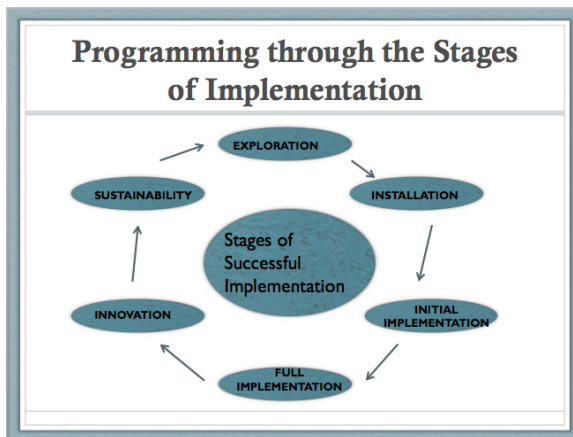 Programming through the Stages
of Implementation
EXPLORATION
SUSTAINABILITY
INSTALLATION
Stages of
Successful
Implementation
INNOVATION
INITIAL
IMPLEMENTATION
FULL
IMPLEMENTATION